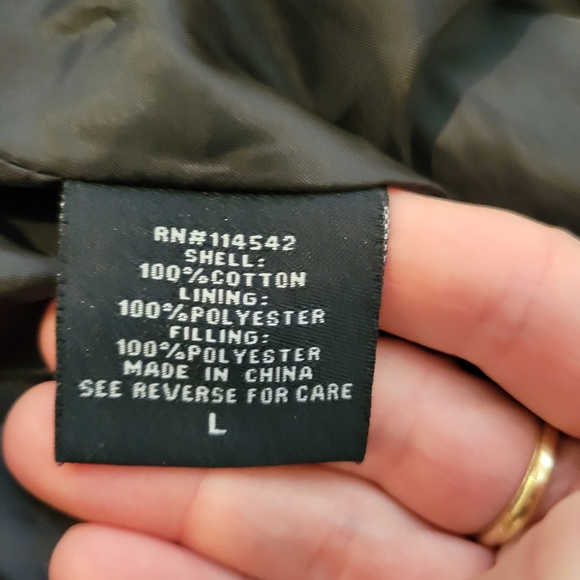 RN#114542
SHELL:
100%COTTON
LINING:
100%POLYESTER
FILLING:
100%POLYESTER
MADE IN CHINA
SEE REVERSE FOR CARE
L